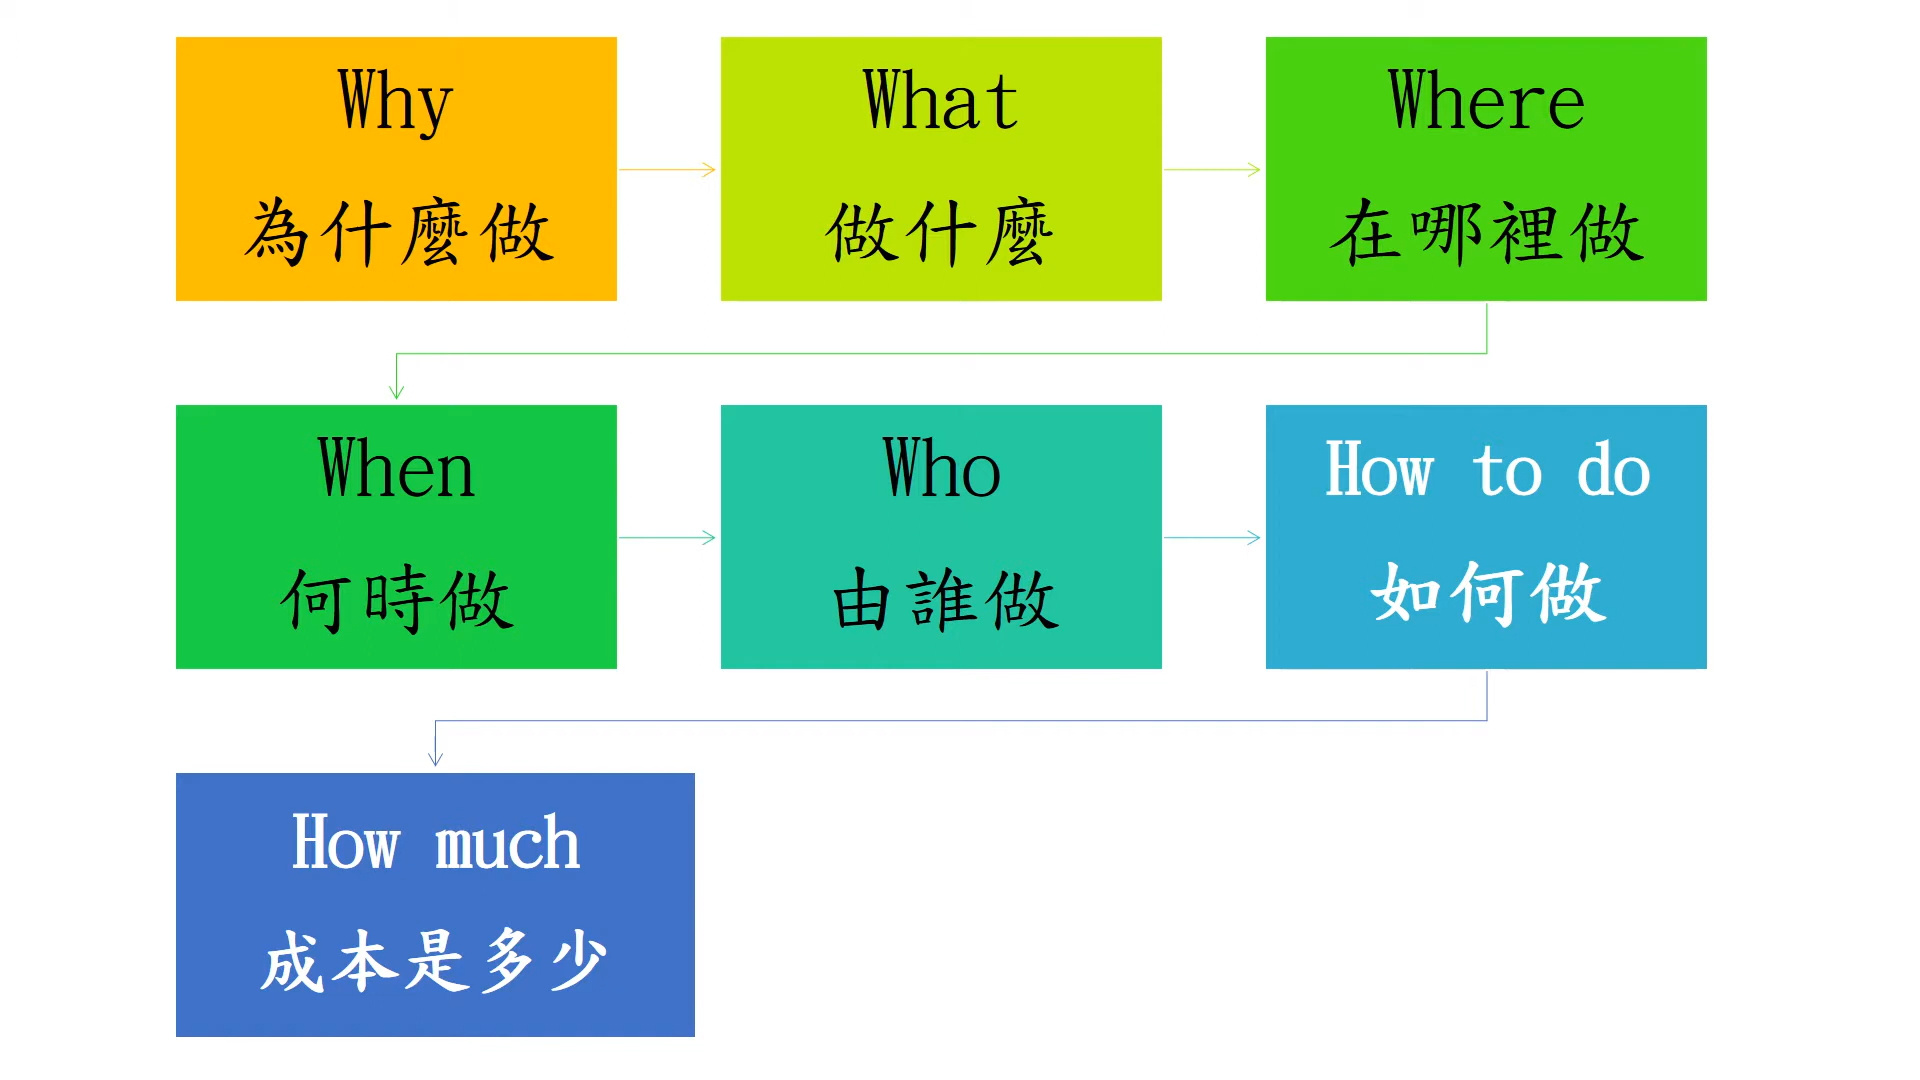 Why
為什麼做
What
做什麼
Where
在哪裡做
When
何時做
Who
由誰做
How to do
如何做
How much
成本是多少